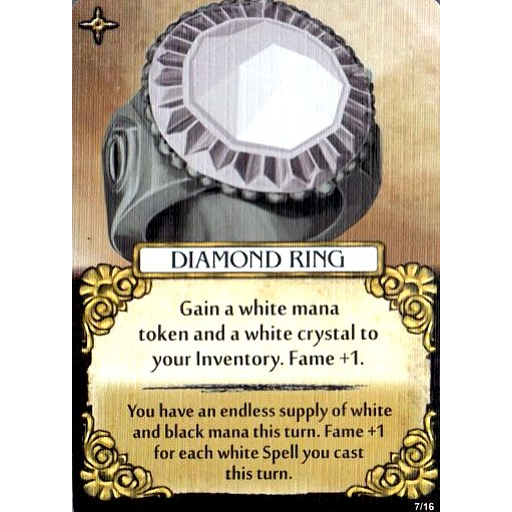 DIAMOND RING
Gain a white mana
token and a white crystal to
your Inventory. Fame +1.
You have an endless supply of white
and black mana this turn. Fame +1
for each white Spell you cast
this turn.
7/16